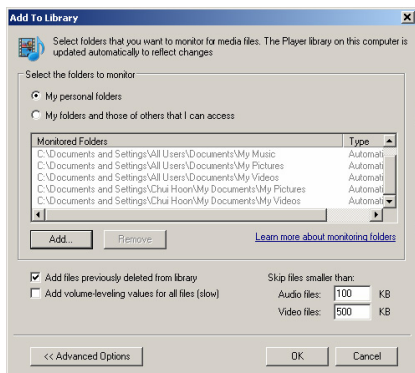 Add To Library
Select folders that you want to monitor for media files. The Player library on this computer is
updated automatically to reflect changes
Select the folders to monitor
My personal folders
My folders and those of others that I can access
Monitored Folders Type
C:\Documents and Settings\All Users\Documents\My Music Automati
C:\Documents and Settings\All Users\Documents\My Pictures Automati
C:\Documents and Settings\All Users\Documents\My Videos Automati
C:\Documents and Settings\Chui Hoon\My Documents\My Pictures Automati
C:\Documents and Settings\Chui Hoon\My Documents\My Videos Automati
Add... Remove Learn more about monitoring folders
Add files previously deleted from library Skip files smaller than:
Add volume-leveling values for all files (slow) Audio files: 100 KB
Video files: 500 KB
<< Advanced Options OK Cancel